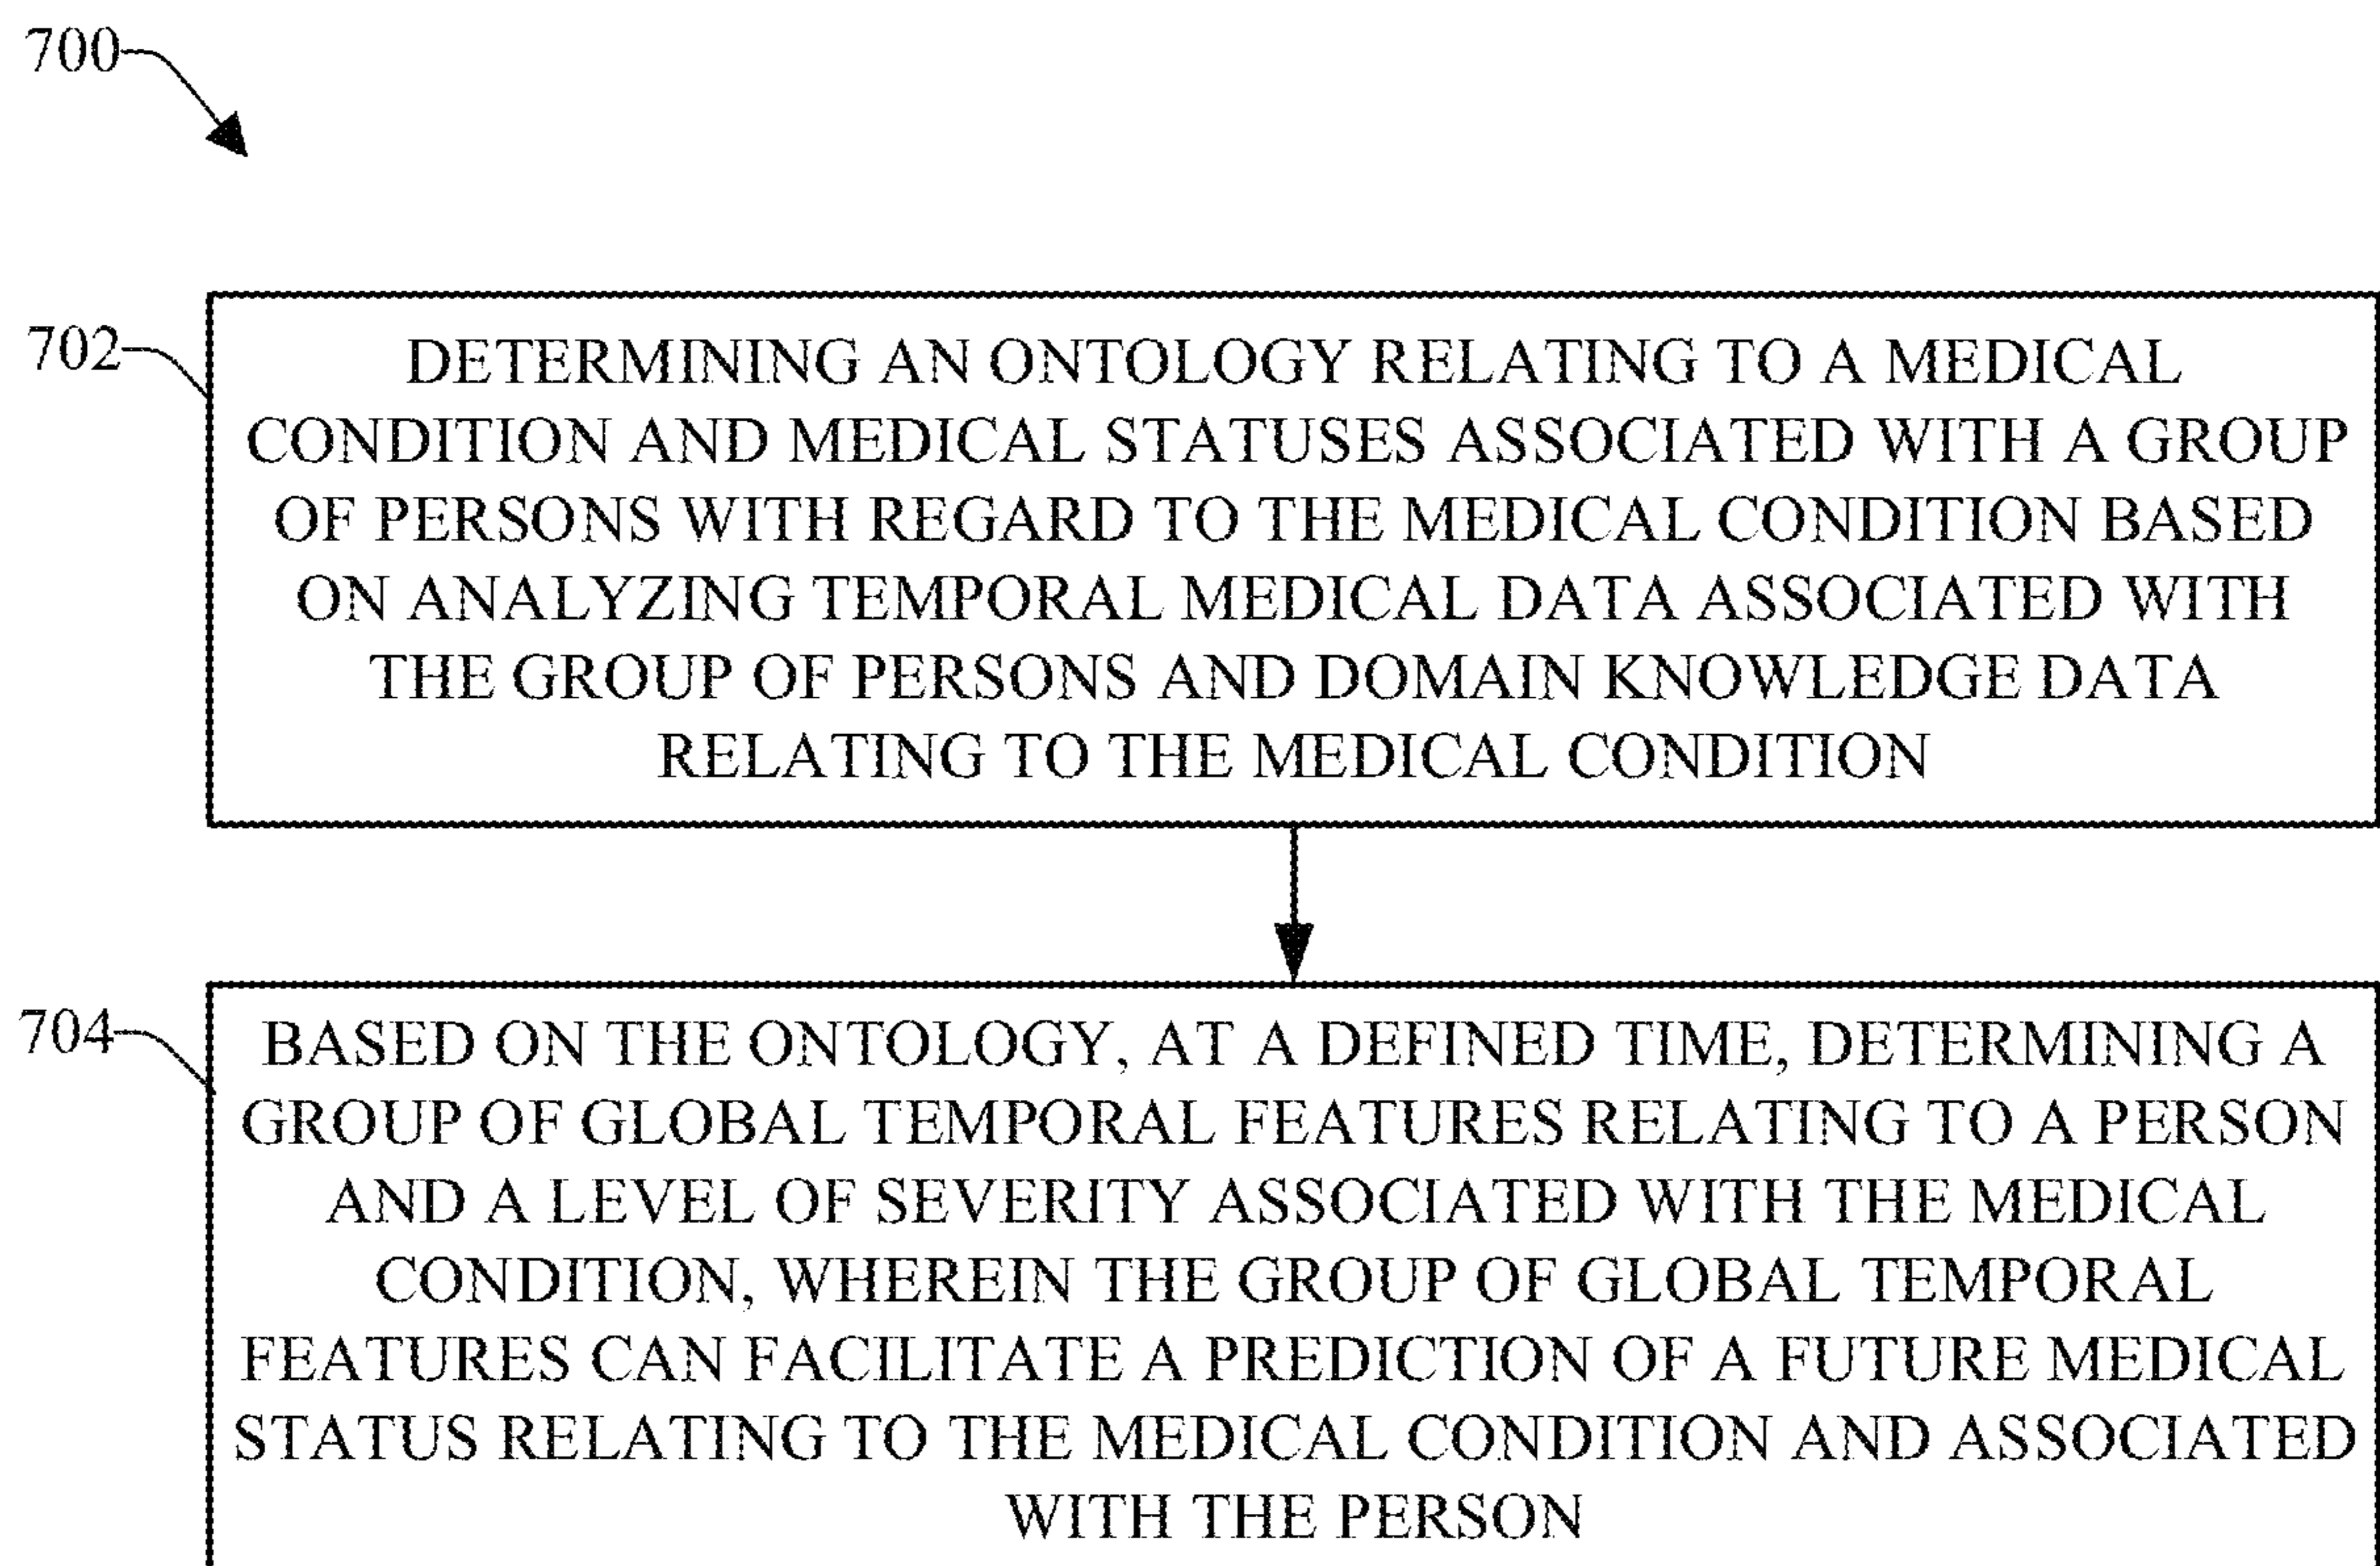 700
702
DETERMINING AN ONTOLOGY RELATING TO A MEDICAL
CONDITION AND MEDICAL STATUSES ASSOCIATED WITH A GROUP
OF PERSONS WITH REGARD TO THE MEDICAL CONDITION BASED
ON ANALYZING TEMPORAL MEDICAL DATA ASSOCIATED WITH
THE GROUP OF PERSONS AND DOMAIN KNOWLEDGE DATA
RELATING TO THE MEDICAL CONDITION
704
BASED ON THE ONTOLOGY, AT A DEFINED TIME, DETERMINING A
GROUP OF GLOBAL TEMPORAL FEATURES RELATING TO A PERSON
AND A LEVEL OF SEVERITY ASSOCIATED WITH THE MEDICAL
CONDITION, WHEREIN THE GROUP OF GLOBAL TEMPORAL
FEATURES CAN FACILITATE A PREDICTION OF A FUTURE MEDICAL
STATUS RELATING TO THE MEDICAL CONDITION AND ASSOCIATED
WITH THE PERSON